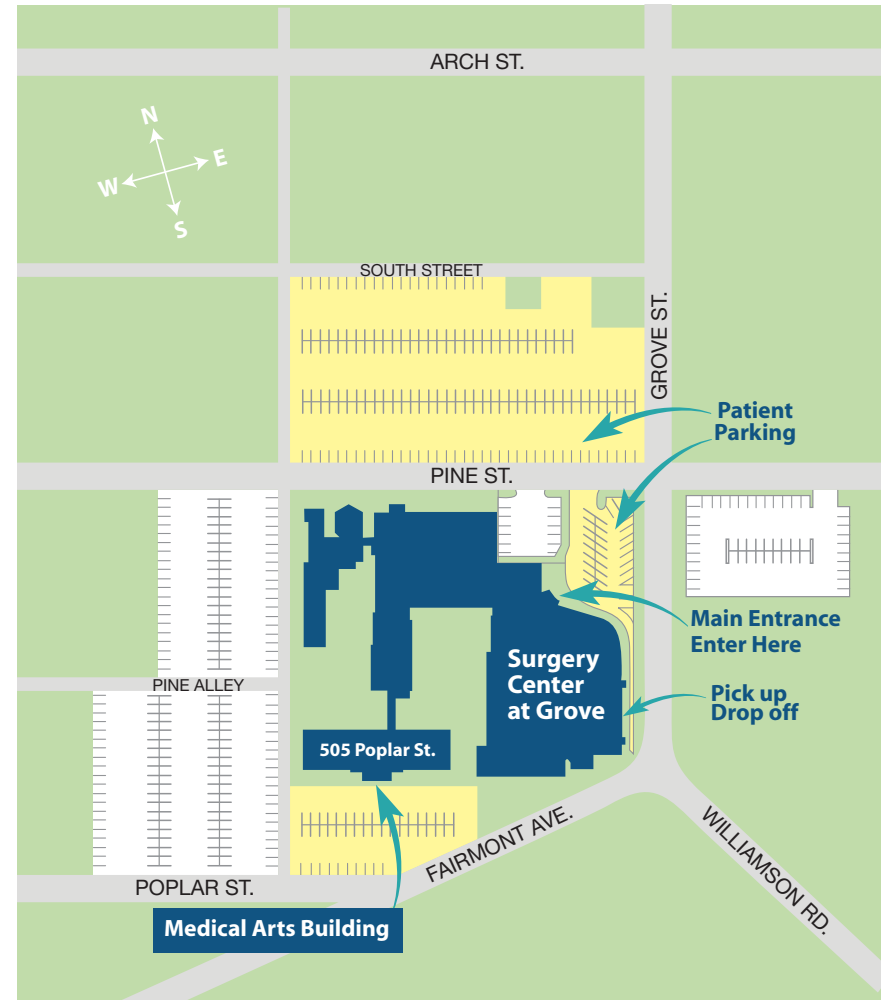 ARCH ST.
N
W
E
S
SOUTH STREET
GROVE ST.
Patient
Parking
PINE ST.
Main Entrance
Enter Here
Surgery
Center
at Grove
PINE ALLEY
Pick up
Drop off
505 Poplar St.
FAIRMONT AVE.
WILLIAMSON RD.
POPLAR ST.
Medical Arts Building